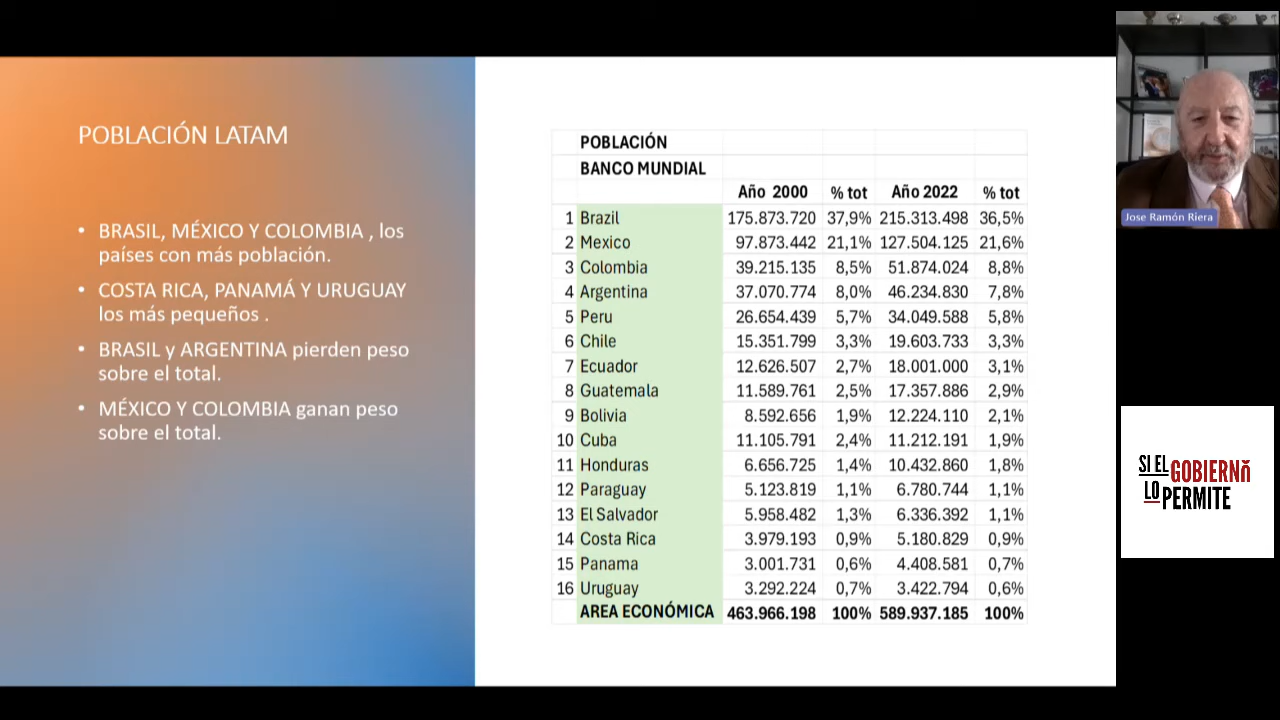 POBLACIÓN LATAM
• BRASIL, MÉXICO Y COLOMBIA , los
países con más población.
• COSTA RICA, PANAMÁ Y URUGUAY
los más pequeños .
• BRASIL y ARGENTINA pierden peso
sobre el total.
• MÉXICO Y COLOMBIA ganan peso
sobre el total.
POBLACIÓN
BANCO MUNDIAL
Año 2000 % tot Año 2022 % tot
1 Brazil 175.873.720 37,9% 215.313.498 36,5%
2 Mexico 97.873.442 21,1% 127.504.125 21,6%
3 Colombia 39.215.135 8,5% 51.874.024 8,8%
4 Argentina 37.070.774 8,0% 46.234.830 7,8%
5 Peru 26.654.439 5,7% 34.049.588 5,8%
6 Chile 15.351.799 3,3% 19.603.733 3,3%
7 Ecuador 12.626.507 2,7% 18.001.000 3,1%
8 Guatemala 11.589.761 2,5% 17.357.886 2,9%
9 Bolivia 8.592.656 1,9% 12.224.110 2,1%
10 Cuba 11.105.791 2,4% 11.212.191 1,9%
11 Honduras 6.656.725 1,4% 10.432.860 1,8%
12 Paraguay 5.123.819 1,1% 6.780.744 1,1%
13 El Salvador 5.958.482 1,3% 6.336.392 1,1%
14 Costa Rica 3.979.193 0,9% 5.180.829 0,9%
15 Panama 3.001.731 0,6% 4.408.581 0,7%
16 Uruguay 3.292.224 0,7% 3.422.794 0,6%
AREA ECONÓMICA 463.966.198 100% 589.937.185 100%
Jose Ramón Riera
SI EL GOBIERNŇ
LO PERMITE